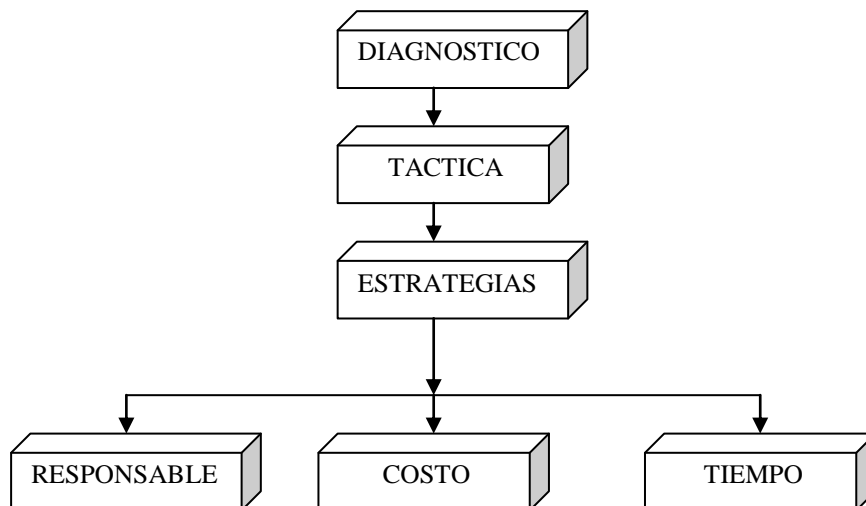 DIAGNOSTICO
TACTICA
ESTRATEGIAS
RESPONSABLE
COSTO
TIEMPO